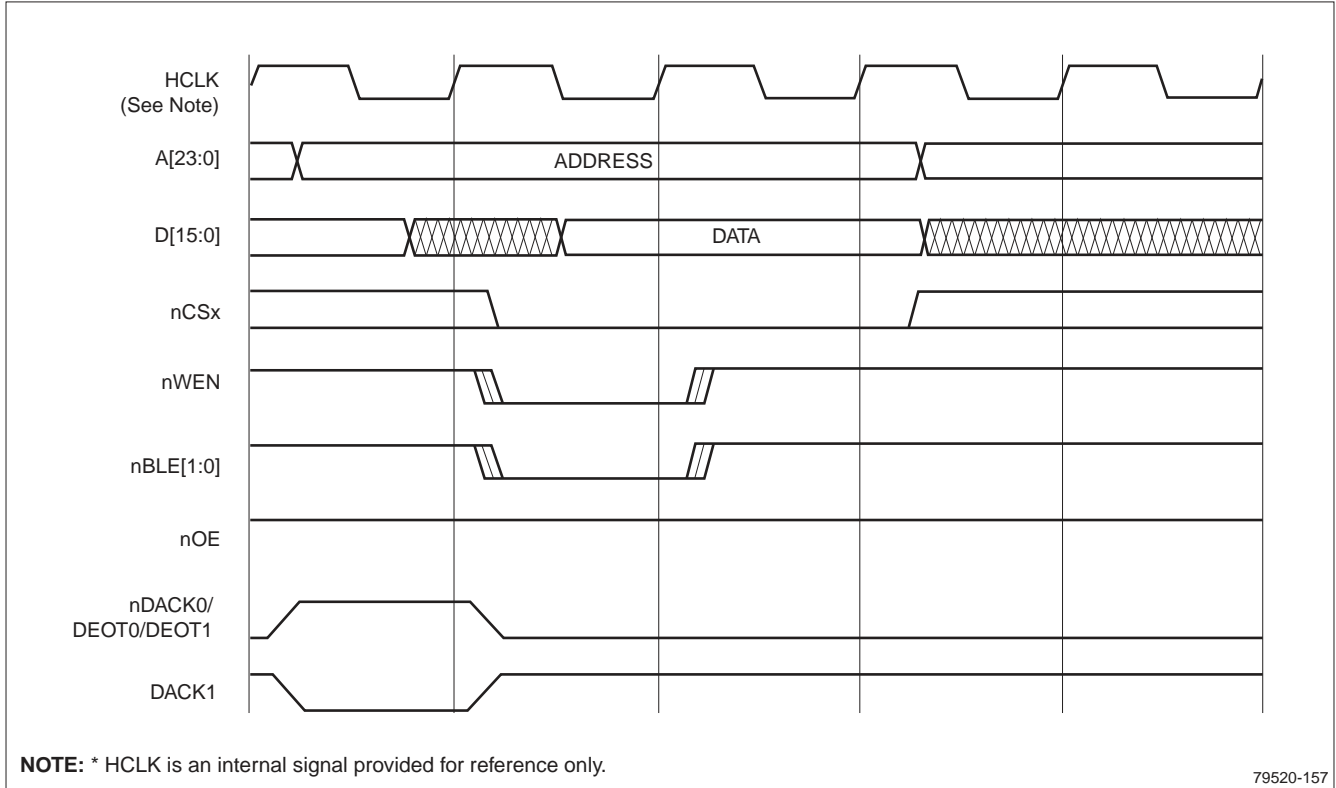 HCLK
(See Note)
A[23:0]
ADDRESS
D[15:0]
DATA
nCSx
nWEN
nBLE[1:0]
nOE
nDACK0/
DEOT0/DEOT1
DACK1
NOTE: * HCLK is an internal signal provided for reference only.
79520-157